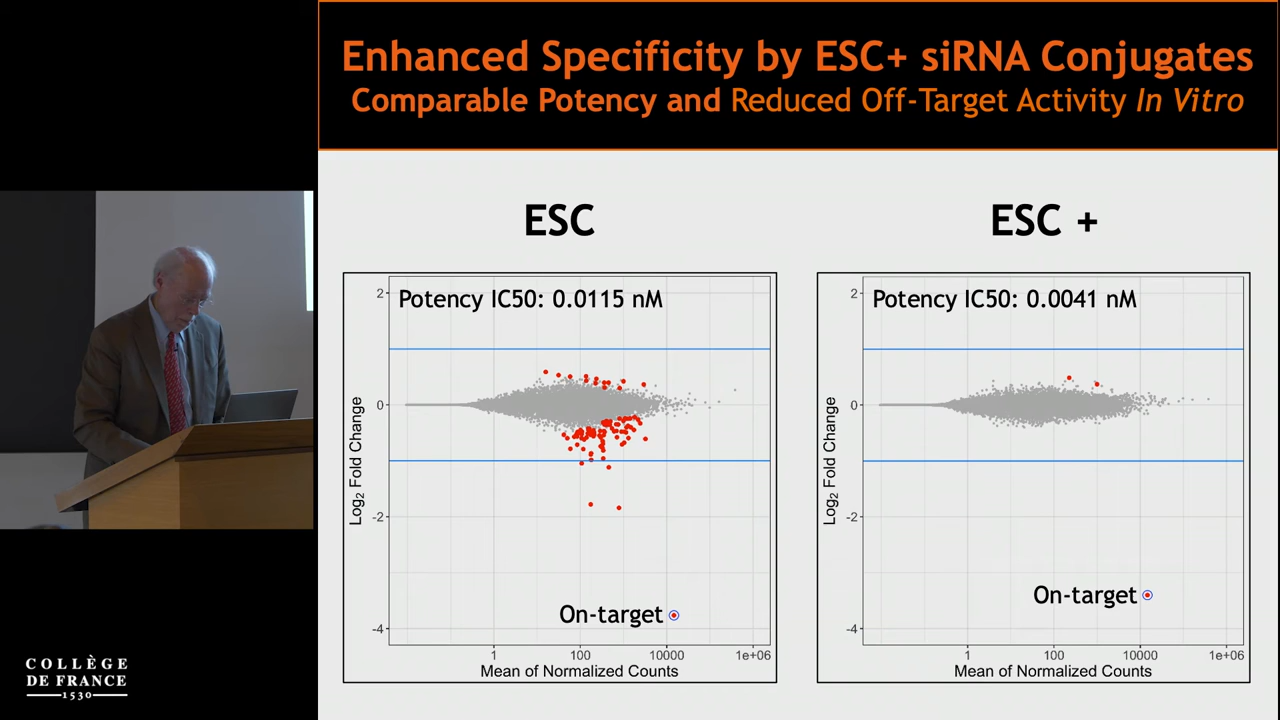 Enhanced Specificity by ESC+ siRNA Conjugates
Comparable Potency and Reduced Off-Target Activity In Vitro
ESC
ESC +
2
Potency IC50: 0.0115 nM
0
-2
-4
Log2 Fold Change
On-target
1
100
10000
1e+06
Mean of Normalized Counts
2
Potency IC50: 0.0041 nM
0
-2
-4
Log2 Fold Change
On-target
1
100
10000
1e+06
Mean of Normalized Counts
COLLÈGE
DE FRANCE
1530